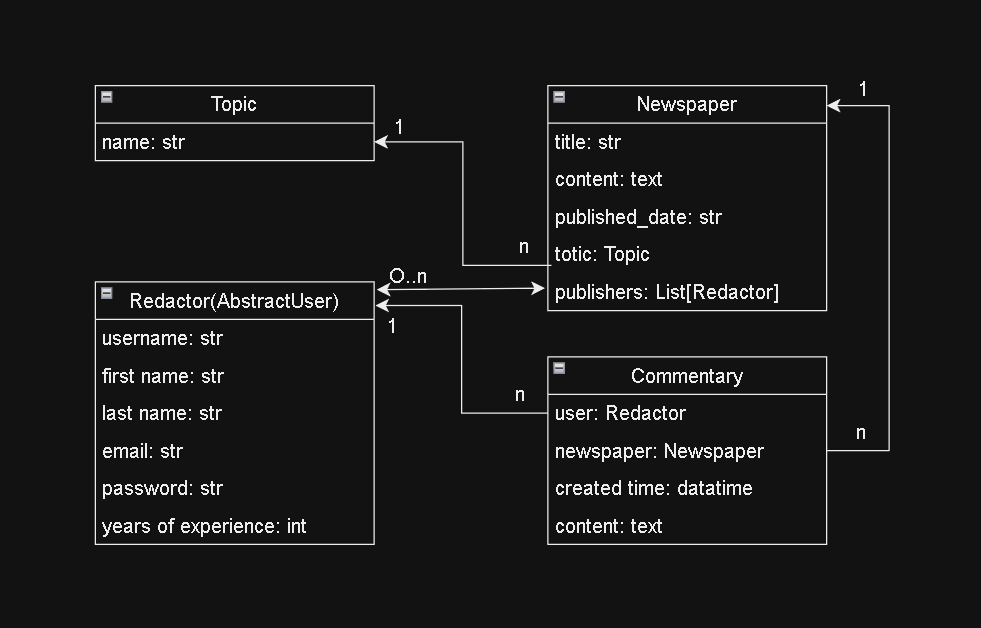 Topic
name: str
1
Newspaper
title: str
content: text
published_date: str
totic: Topic
publishers: List[Redactor]
1
n
O..n
Redactor(AbstractUser)
username: str
first name: str
last name: str
email: str
password: str
years of experience: int
1
n
Commentary
user: Redactor
newspaper: Newspaper
created time: datatime
content: text
n